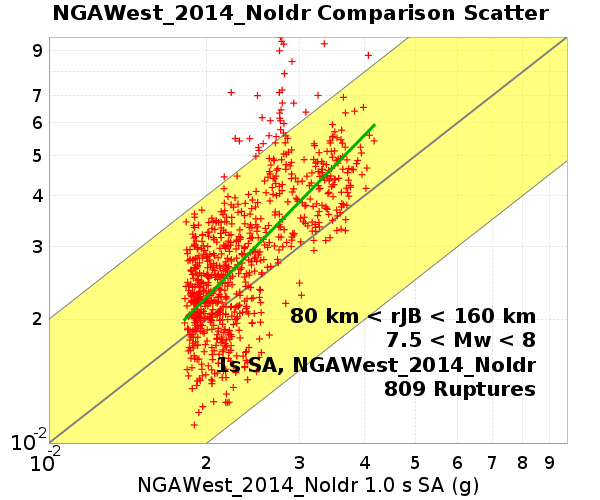 NGAWest_2014_NoIdr Comparison Scatter
9
7
6
5
4
3
2
10-2
80 km < rJB < 160 km
7.5 < Mw < 8
1s SA, NGAWest_2014_NoIdr
809 Ruptures
10-2 2 3 4 5 6 7 8 9
NGAWest_2014_NoIdr 1.0 s SA (g)